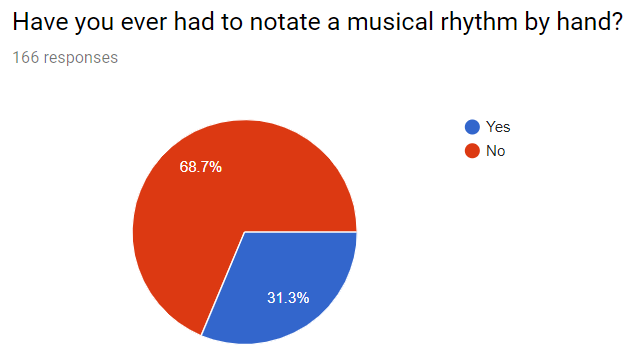 Have you ever had to notate a musical rhythm by hand?
166 responses
Yes
No
68.7%
31.3%